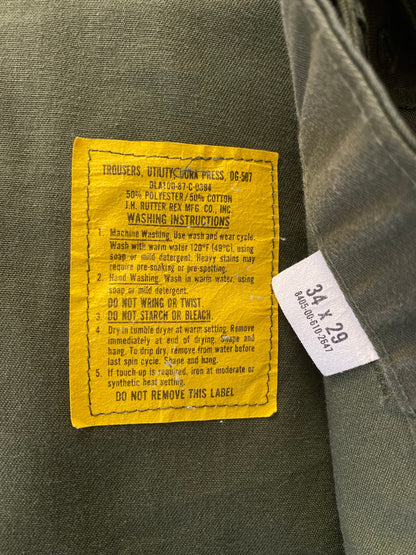 TROUSERS, UTILITY, DURA PRESS, OG-507
DLA100-87-C-0394
50% POLYESTER/50% COTTON
J.H. RUTTER REX MFG. CO., INC.
WASHING INSTRUCTIONS
1. Machine Washing. Use wash and wear cycle.
Wash with warm water 120°F (49°C), using
soap or mild detergent. Heavy stains may
require pre-soaking or pre-spotting.
2. Hand Washing. Wash in warm water, using
soap or mild detergent.
DO NOT WRING OR TWIST.
3. DO NOT STARCH OR BLEACH.
4. Dry in tumble dryer at warm setting. Remove
immediately at end of drying. Shape and
hang. To drip dry, remove from water before
last spin cycle. Shape and hang.
5. If touch-up is required, iron at moderate or
synthetic heat setting.
DO NOT REMOVE THIS LABEL
34 X 29
8405-00-610-2647